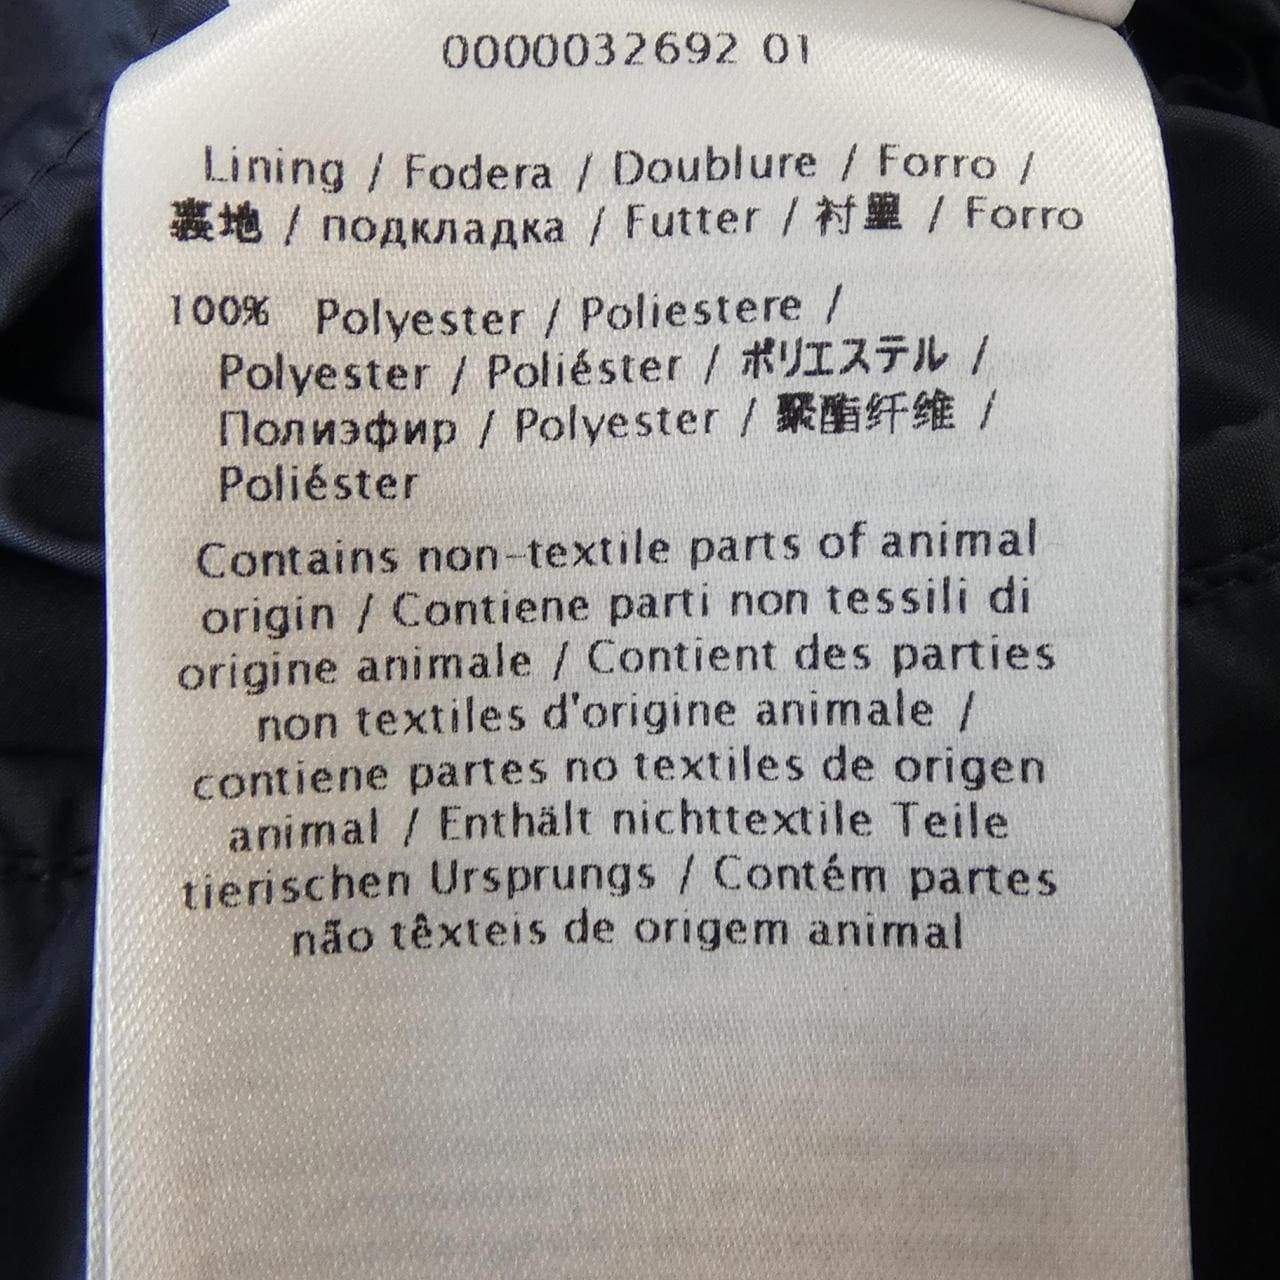 0000032692 01
Lining / Fodera / Doublure / Forro /
裏地 / подкладка / Futter / 衬里 / Forro
100% Polyester / Poliestere /
Polyester / Poliéster / ポリエステル /
Полиэфир / Polyester / 聚酯纤维 /
Poliéster
Contains non-textile parts of animal
origin / Contiene parti non tessili di
origine animale / Contient des parties
non textiles d'origine animale /
contiene partes no textiles de origen
animal / Enthält nichttextile Teile
tierischen Ursprungs / Contém partes
não têxteis de origem animal